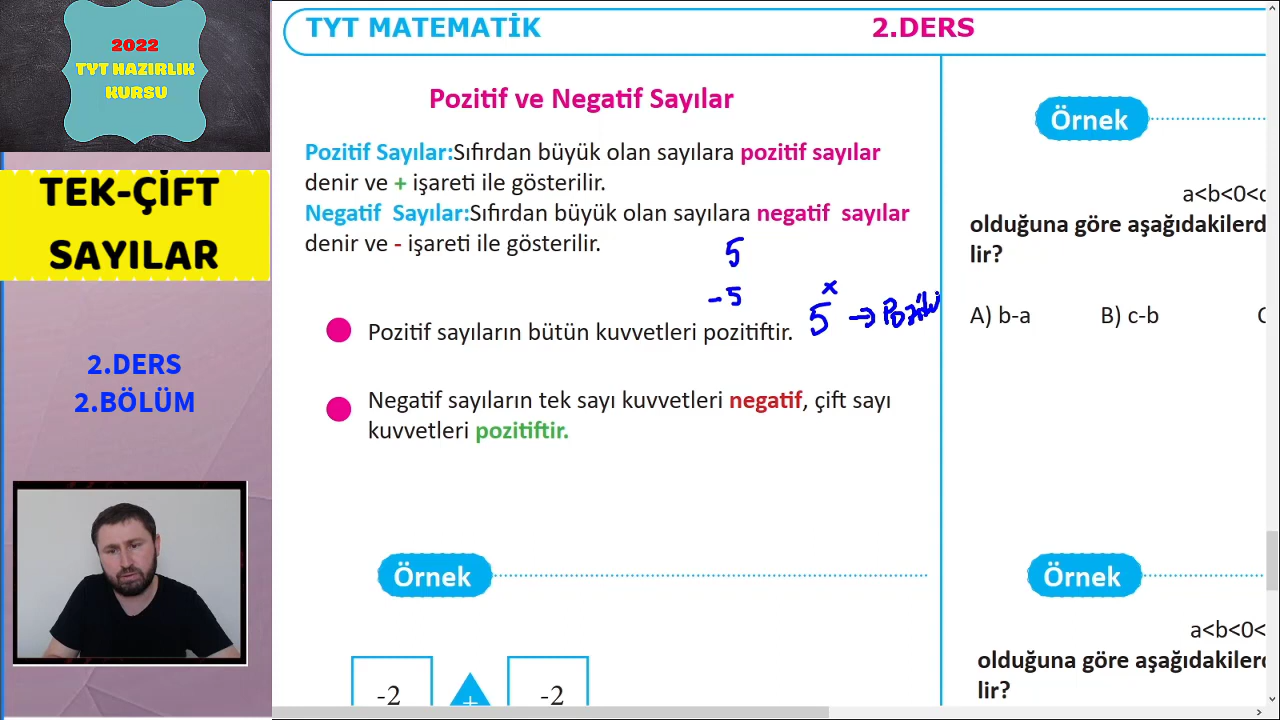 2022
TYT HAZIRLIK
KURSU
TEK-ÇİFT
SAYILAR
2.DERS
2.BÖLÜM
TYT MATEMATİK
2.DERS
Pozitif ve Negatif Sayılar
Pozitif Sayılar:Sıfırdan büyük olan sayılara pozitif sayılar
denir ve + işareti ile gösterilir.
Negatif Sayılar:Sıfırdan büyük olan sayılara negatif sayılar
denir ve - işareti ile gösterilir.
5
-5
5ˣ → Pozitif
Pozitif sayıların bütün kuvvetleri pozitiftir.
Negatif sayıların tek sayı kuvvetleri negatif, çift sayı
kuvvetleri pozitiftir.
Örnek
-2 + -2
Örnek
a<b<0<
olduğuna göre aşağıdakilerd
lir?
A) b-a B) c-b C
Örnek
a<b<0<
olduğuna göre aşağıdakilerd
lir?